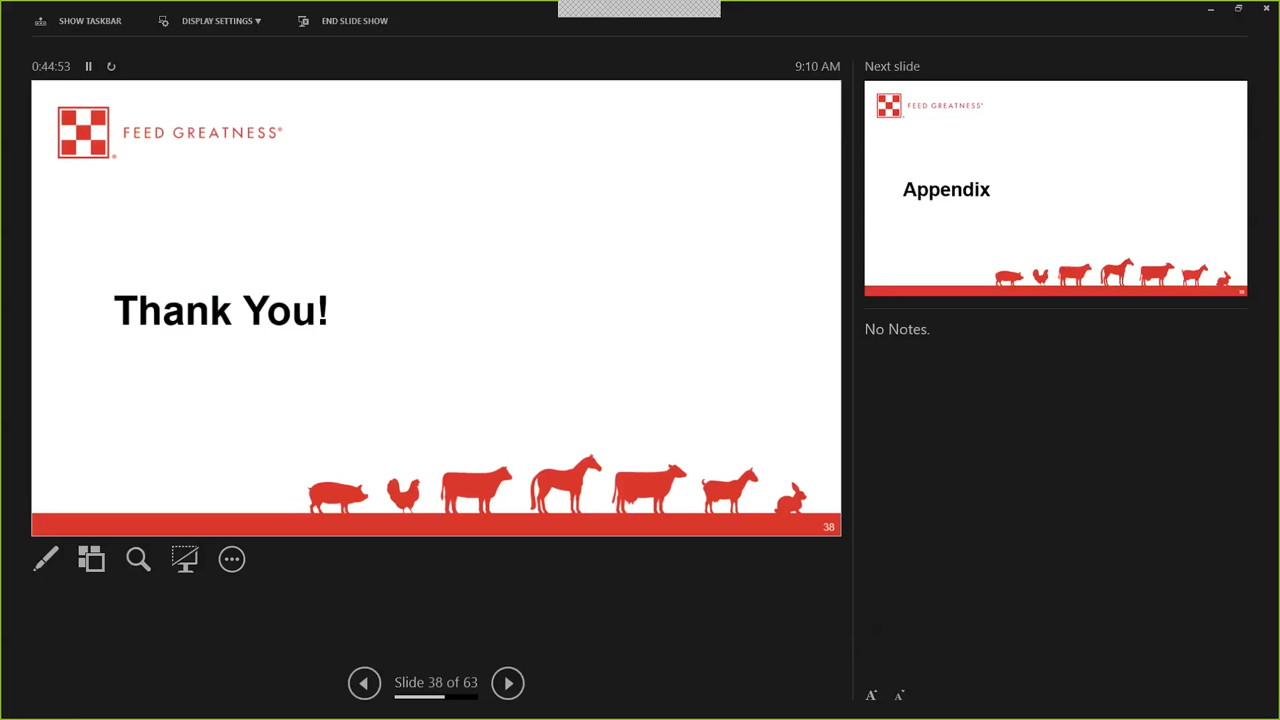 SHOW TASKBAR
DISPLAY SETTINGS ▼
END SLIDE SHOW
0:44:53
9:10 AM
FEED GREATNESS®
Thank You!
38
Slide 38 of 63
Next slide
FEED GREATNESS®
Appendix
No Notes.
A A